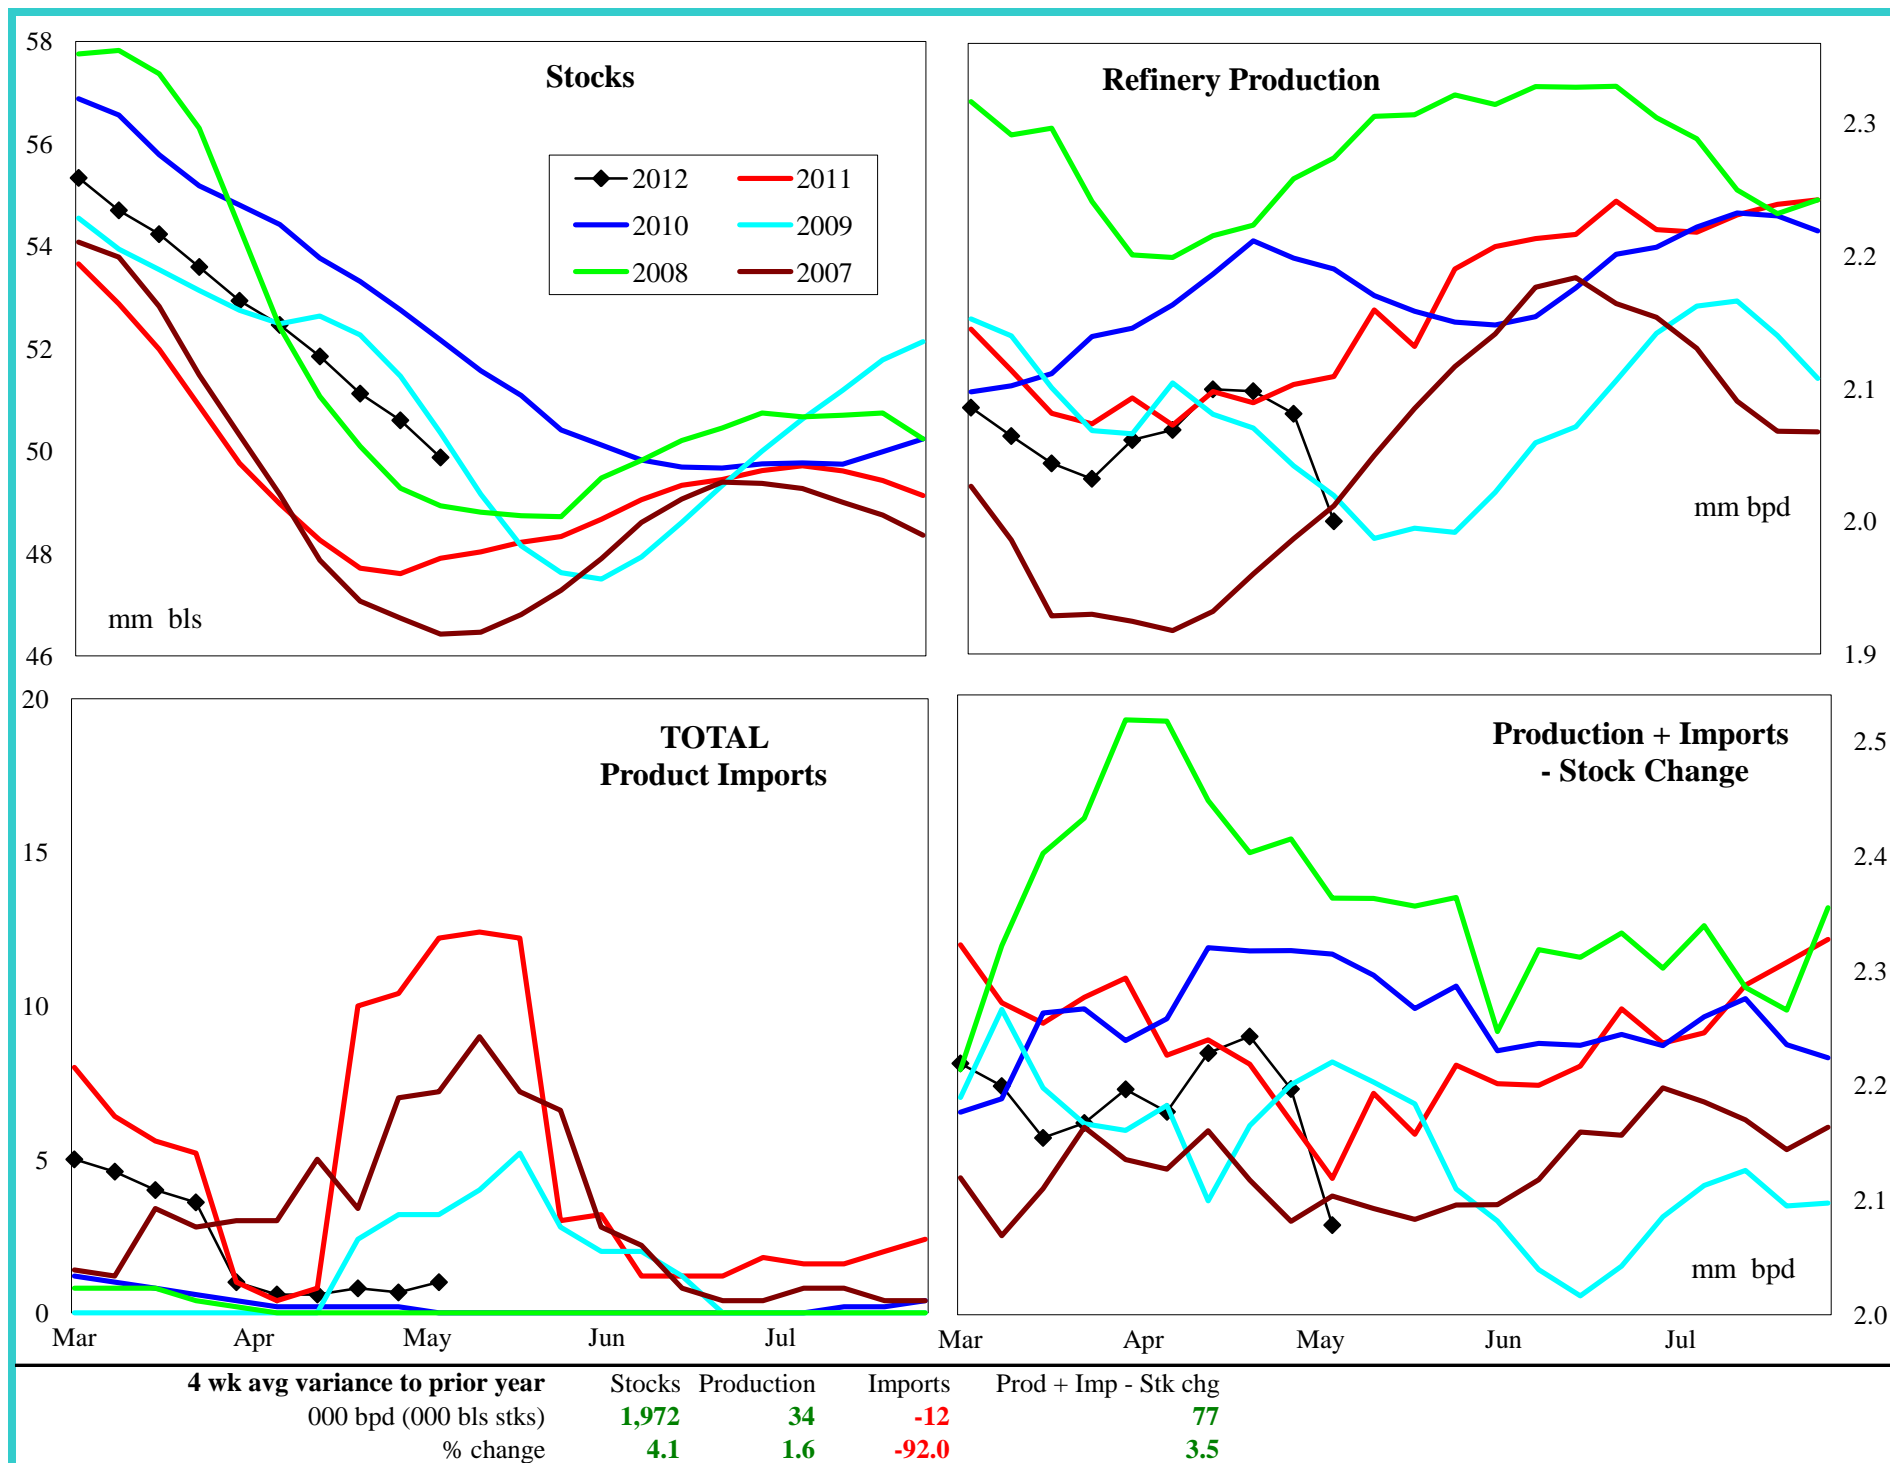 Stocks
58
56
54
52
50
48
46
mm bls
2012
2011
2010
2009
2008
2007
Refinery Production
2.3
2.2
2.1
2.0
1.9
mm bpd
TOTAL
Product Imports
20
15
10
5
0
Mar
Apr
May
Jun
Jul
Production + Imports
- Stock Change
2.5
2.4
2.3
2.2
2.1
2.0
mm bpd
Mar
Apr
May
Jun
Jul
4 wk avg variance to prior year Stocks Production Imports Prod + Imp - Stk chg
000 bpd (000 bls stks) 1,972 34 -12 77
% change 4.1 1.6 -92.0 3.5